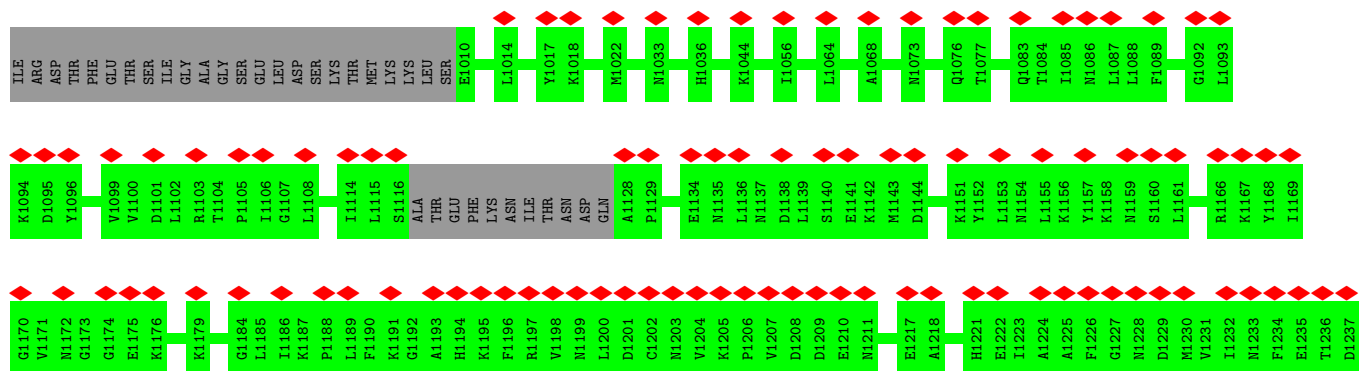 ILE ARG ASP THR PHE GLU THR THR SER ILE GLY ALA GLY SER GLU LEU ASP SER LYS THR MET LYS LYS LEU SER E1010 L1014 Y1017 K1018 M1022 N1033 H1036 K1044 I1056 L1064 A1068 N1073 Q1076 T1077 Q1083 T1084 I1085 N1086 L1087 L1088 F1089 G1092 L1093
K1094 D1095 Y1096 V1099 V1100 D1101 L1102 R1103 T1104 P1105 I1106 G1107 L1108 I1114 L1115 S1116 ALA THR GLU PHE LYS ASN ILE THR ASN ASP GLN A1128 P1129 E1134 N1135 L1136 N1137 D1138 L1139 S1140 E1141 K1142 M1143 D1144 K1151 Y1152 L1153 N1154 L1155 K1156 Y1157 K1158 N1159 S1160 L1161 R1166 K1167 Y1168 I1169
G1170 V1171 N1172 G1173 G1174 E1175 K1176 K1179 G1184 L1185 I1186 K1187 P1188 L1189 F1190 K1191 G1192 A1193 H1194 K1195 F1196 R1197 V1198 N1199 L1200 D1201 C1202 N1203 V1204 K1205 P1206 V1207 D1208 D1209 E1210 N1211 E1217 A1218 H1221 E1222 I1223 A1224 A1225 F1226 G1227 N1228 D1229 M1230 V1231 I1232 N1233 F1234 E1235 T1236 D1237